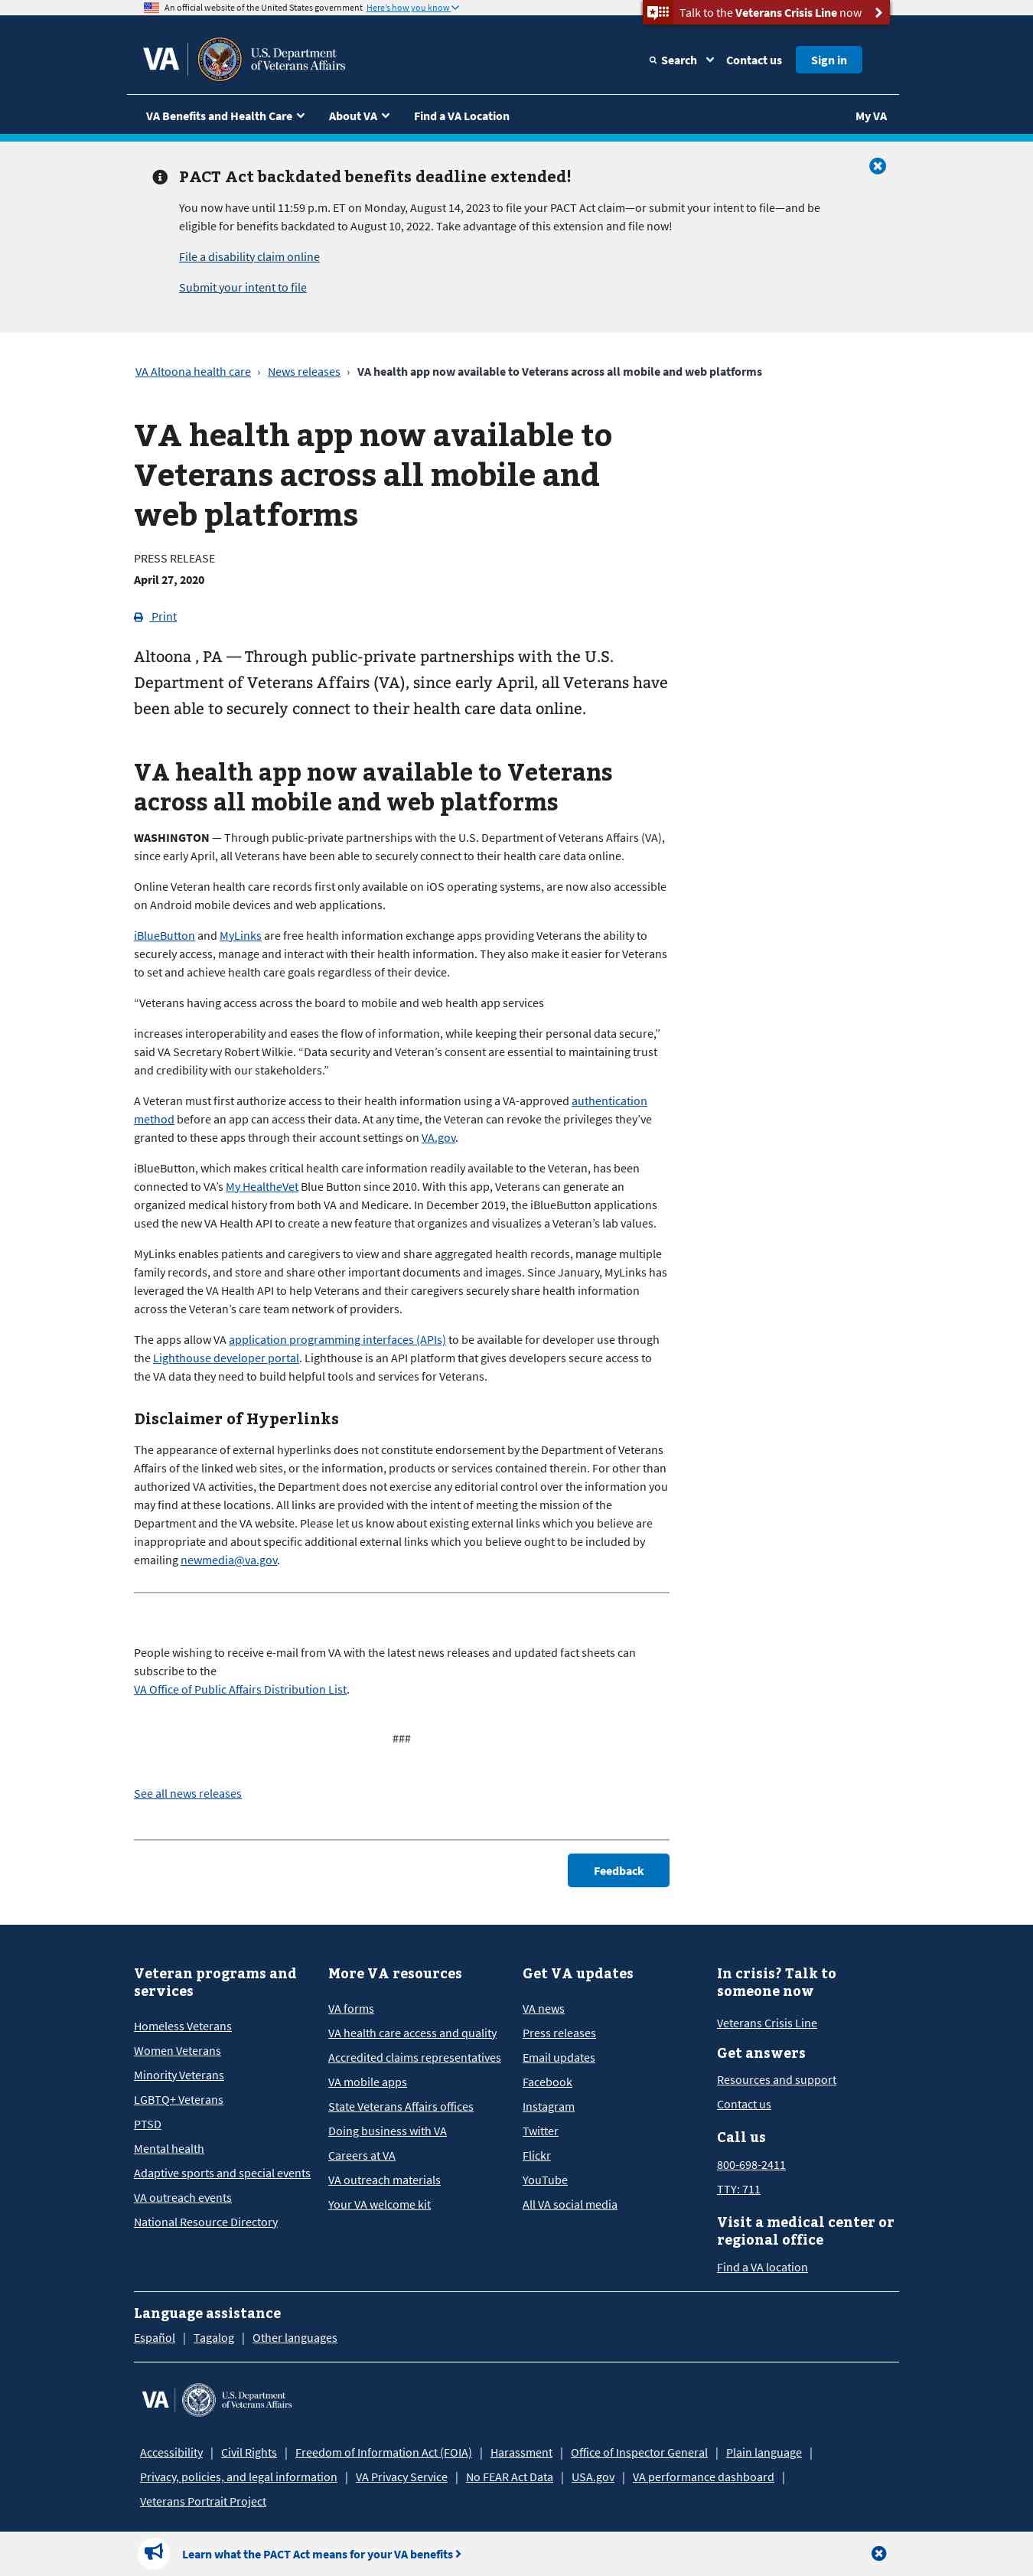 An official website of the United States government Here's how you know
Talk to the Veterans Crisis Line now
VA
U.S. Department
of Veterans Affairs
Search
Contact us
Sign in
VA Benefits and Health Care
About VA
Find a VA Location
My VA
PACT Act backdated benefits deadline extended!
You now have until 11:59 p.m. ET on Monday, August 14, 2023 to file your PACT Act claim—or submit your intent to file—and be
eligible for benefits backdated to August 10, 2022. Take advantage of this extension and file now!
File a disability claim online
Submit your intent to file
VA Altoona health care › News releases › VA health app now available to Veterans across all mobile and web platforms
VA health app now available to
Veterans across all mobile and
web platforms
PRESS RELEASE
April 27, 2020
Print
Altoona , PA — Through public-private partnerships with the U.S.
Department of Veterans Affairs (VA), since early April, all Veterans have
been able to securely connect to their health care data online.
VA health app now available to Veterans
across all mobile and web platforms
WASHINGTON — Through public-private partnerships with the U.S. Department of Veterans Affairs (VA),
since early April, all Veterans have been able to securely connect to their health care data online.
Online Veteran health care records first only available on iOS operating systems, are now also accessible
on Android mobile devices and web applications.
iBlueButton and MyLinks are free health information exchange apps providing Veterans the ability to
securely access, manage and interact with their health information. They also make it easier for Veterans
to set and achieve health care goals regardless of their device.
“Veterans having access across the board to mobile and web health app services
increases interoperability and eases the flow of information, while keeping their personal data secure,”
said VA Secretary Robert Wilkie. “Data security and Veteran’s consent are essential to maintaining trust
and credibility with our stakeholders.”
A Veteran must first authorize access to their health information using a VA-approved authentication
method before an app can access their data. At any time, the Veteran can revoke the privileges they’ve
granted to these apps through their account settings on VA.gov.
iBlueButton, which makes critical health care information readily available to the Veteran, has been
connected to VA’s My HealtheVet Blue Button since 2010. With this app, Veterans can generate an
organized medical history from both VA and Medicare. In December 2019, the iBlueButton applications
used the new VA Health API to create a new feature that organizes and visualizes a Veteran’s lab values.
MyLinks enables patients and caregivers to view and share aggregated health records, manage multiple
family records, and store and share other important documents and images. Since January, MyLinks has
leveraged the VA Health API to help Veterans and their caregivers securely share health information
across the Veteran’s care team network of providers.
The apps allow VA application programming interfaces (APIs) to be available for developer use through
the Lighthouse developer portal. Lighthouse is an API platform that gives developers secure access to
the VA data they need to build helpful tools and services for Veterans.
Disclaimer of Hyperlinks
The appearance of external hyperlinks does not constitute endorsement by the Department of Veterans
Affairs of the linked web sites, or the information, products or services contained therein. For other than
authorized VA activities, the Department does not exercise any editorial control over the information you
may find at these locations. All links are provided with the intent of meeting the mission of the
Department and the VA website. Please let us know about existing external links which you believe are
inappropriate and about specific additional external links which you believe ought to be included by
emailing newmedia@va.gov.
People wishing to receive e-mail from VA with the latest news releases and updated fact sheets can
subscribe to the
VA Office of Public Affairs Distribution List.
###
See all news releases
Feedback
Veteran programs and
services
Homeless Veterans
Women Veterans
Minority Veterans
LGBTQ+ Veterans
PTSD
Mental health
Adaptive sports and special events
VA outreach events
National Resource Directory
More VA resources
VA forms
VA health care access and quality
Accredited claims representatives
VA mobile apps
State Veterans Affairs offices
Doing business with VA
Careers at VA
VA outreach materials
Your VA welcome kit
Get VA updates
VA news
Press releases
Email updates
Facebook
Instagram
Twitter
Flickr
YouTube
All VA social media
In crisis? Talk to
someone now
Veterans Crisis Line
Get answers
Resources and support
Contact us
Call us
800-698-2411
TTY: 711
Visit a medical center or
regional office
Find a VA location
Language assistance
Español | Tagalog | Other languages
VA
U.S. Department
of Veterans Affairs
Accessibility | Civil Rights | Freedom of Information Act (FOIA) | Harassment | Office of Inspector General | Plain language |
Privacy, policies, and legal information | VA Privacy Service | No FEAR Act Data | USA.gov | VA performance dashboard |
Veterans Portrait Project
Learn what the PACT Act means for your VA benefits